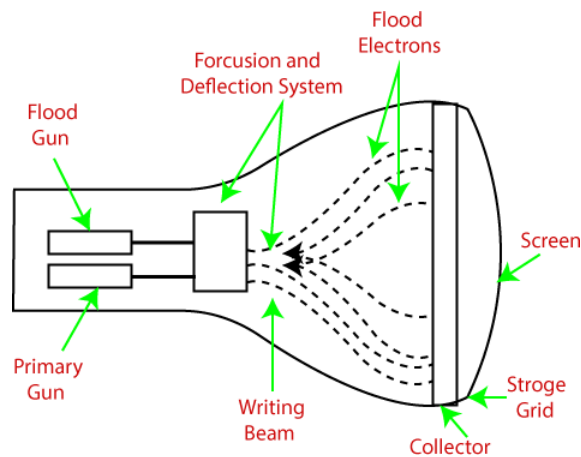 Flood
Electrons
Forcusion and
Deflection System
Flood
Gun
Screen
Primary
Gun
Writing
Beam
Stroge
Grid
Collector